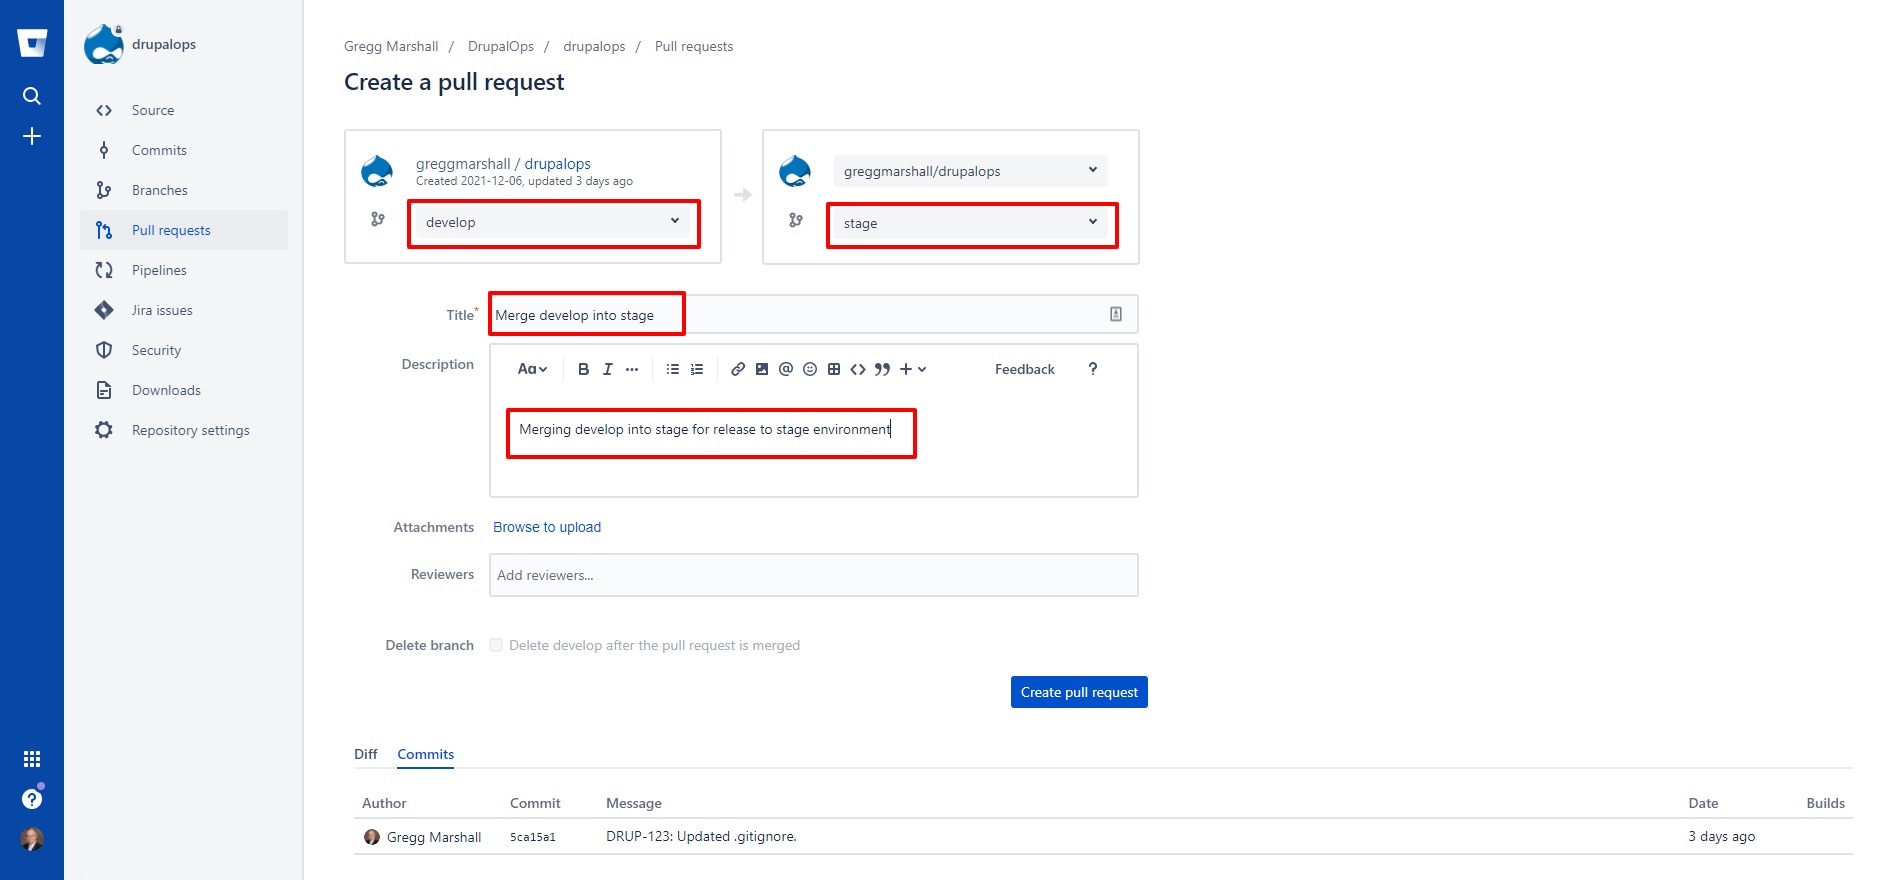 drupalops
Source
Commits
Branches
Pull requests
Pipelines
Jira issues
Security
Downloads
Repository settings
Gregg Marshall / DrupalOps / drupalops / Pull requests
Create a pull request
greggmarshall / drupalops
Created 2021-12-06, updated 3 days ago
develop
greggmarshall/drupalops
stage
Title* Merge develop into stage
Description Aa B I ... Feedback ?
Merging develop into stage for release to stage environment
Attachments Browse to upload
Reviewers Add reviewers...
Delete branch Delete develop after the pull request is merged
Create pull request
Diff Commits
Author Commit Message Date Builds
Gregg Marshall 5ca15a1 DRUP-123: Updated .gitignore. 3 days ago